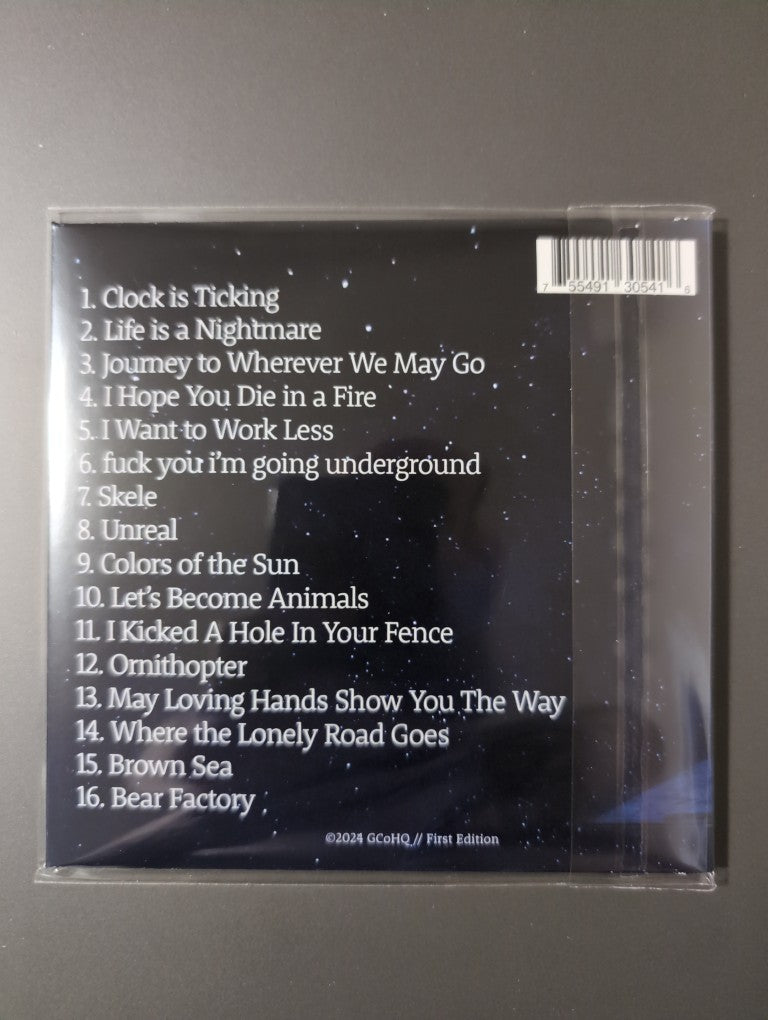 7 55491 30541 6
1. Clock is Ticking
2. Life is a Nightmare
3. Journey to Wherever We May Go
4. I Hope You Die in a Fire
5. I Want to Work Less
6. fuck you i'm going underground
7. Skele
8. Unreal
9. Colors of the Sun
10. Let's Become Animals
11. I Kicked A Hole In Your Fence
12. Ornithopter
13. May Loving Hands Show You The Way
14. Where the Lonely Road Goes
15. Brown Sea
16. Bear Factory
©2024 GCoHQ // First Edition